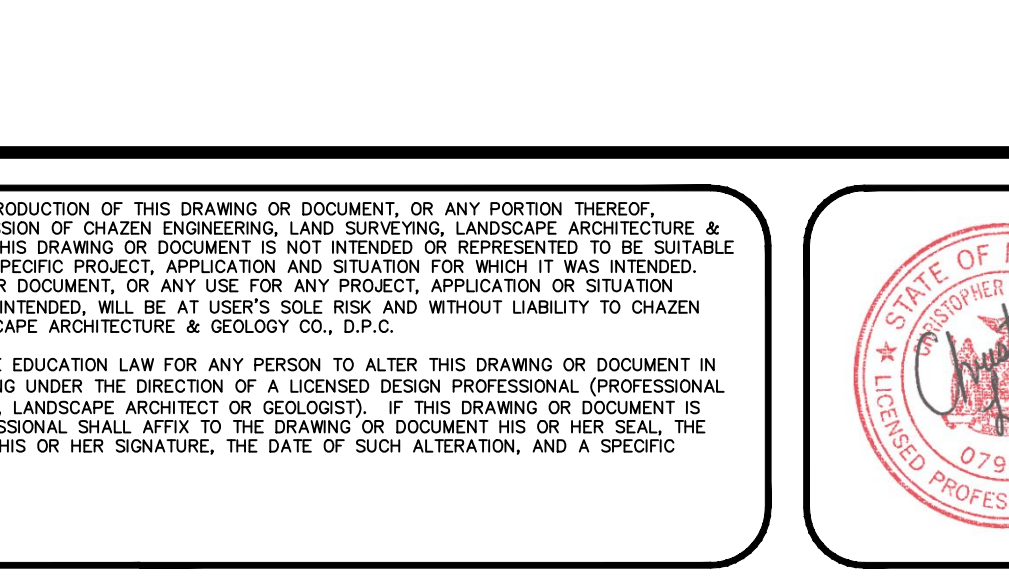 RODUCTION OF THIS DRAWING OR DOCUMENT, OR ANY PORTION THEREOF,
SSION OF CHAZEN ENGINEERING, LAND SURVEYING, LANDSCAPE ARCHITECTURE &
HIS DRAWING OR DOCUMENT IS NOT INTENDED OR REPRESENTED TO BE SUITABLE
SPECIFIC PROJECT, APPLICATION AND SITUATION FOR WHICH IT WAS INTENDED.
R DOCUMENT, OR ANY USE FOR ANY PROJECT, APPLICATION OR SITUATION
INTENDED, WILL BE AT USER'S SOLE RISK AND WITHOUT LIABILITY TO CHAZEN
CAPE ARCHITECTURE & GEOLOGY CO., D.P.C.
E EDUCATION LAW FOR ANY PERSON TO ALTER THIS DRAWING OR DOCUMENT IN
NG UNDER THE DIRECTION OF A LICENSED DESIGN PROFESSIONAL (PROFESSIONAL
, LANDSCAPE ARCHITECT OR GEOLOGIST). IF THIS DRAWING OR DOCUMENT IS
ESSIONAL SHALL AFFIX TO THE DRAWING OR DOCUMENT HIS OR HER SEAL, THE
HIS OR HER SIGNATURE, THE DATE OF SUCH ALTERATION, AND A SPECIFIC
★ STATE OF
CHRISTOPHER
079
LICENSED PROFES